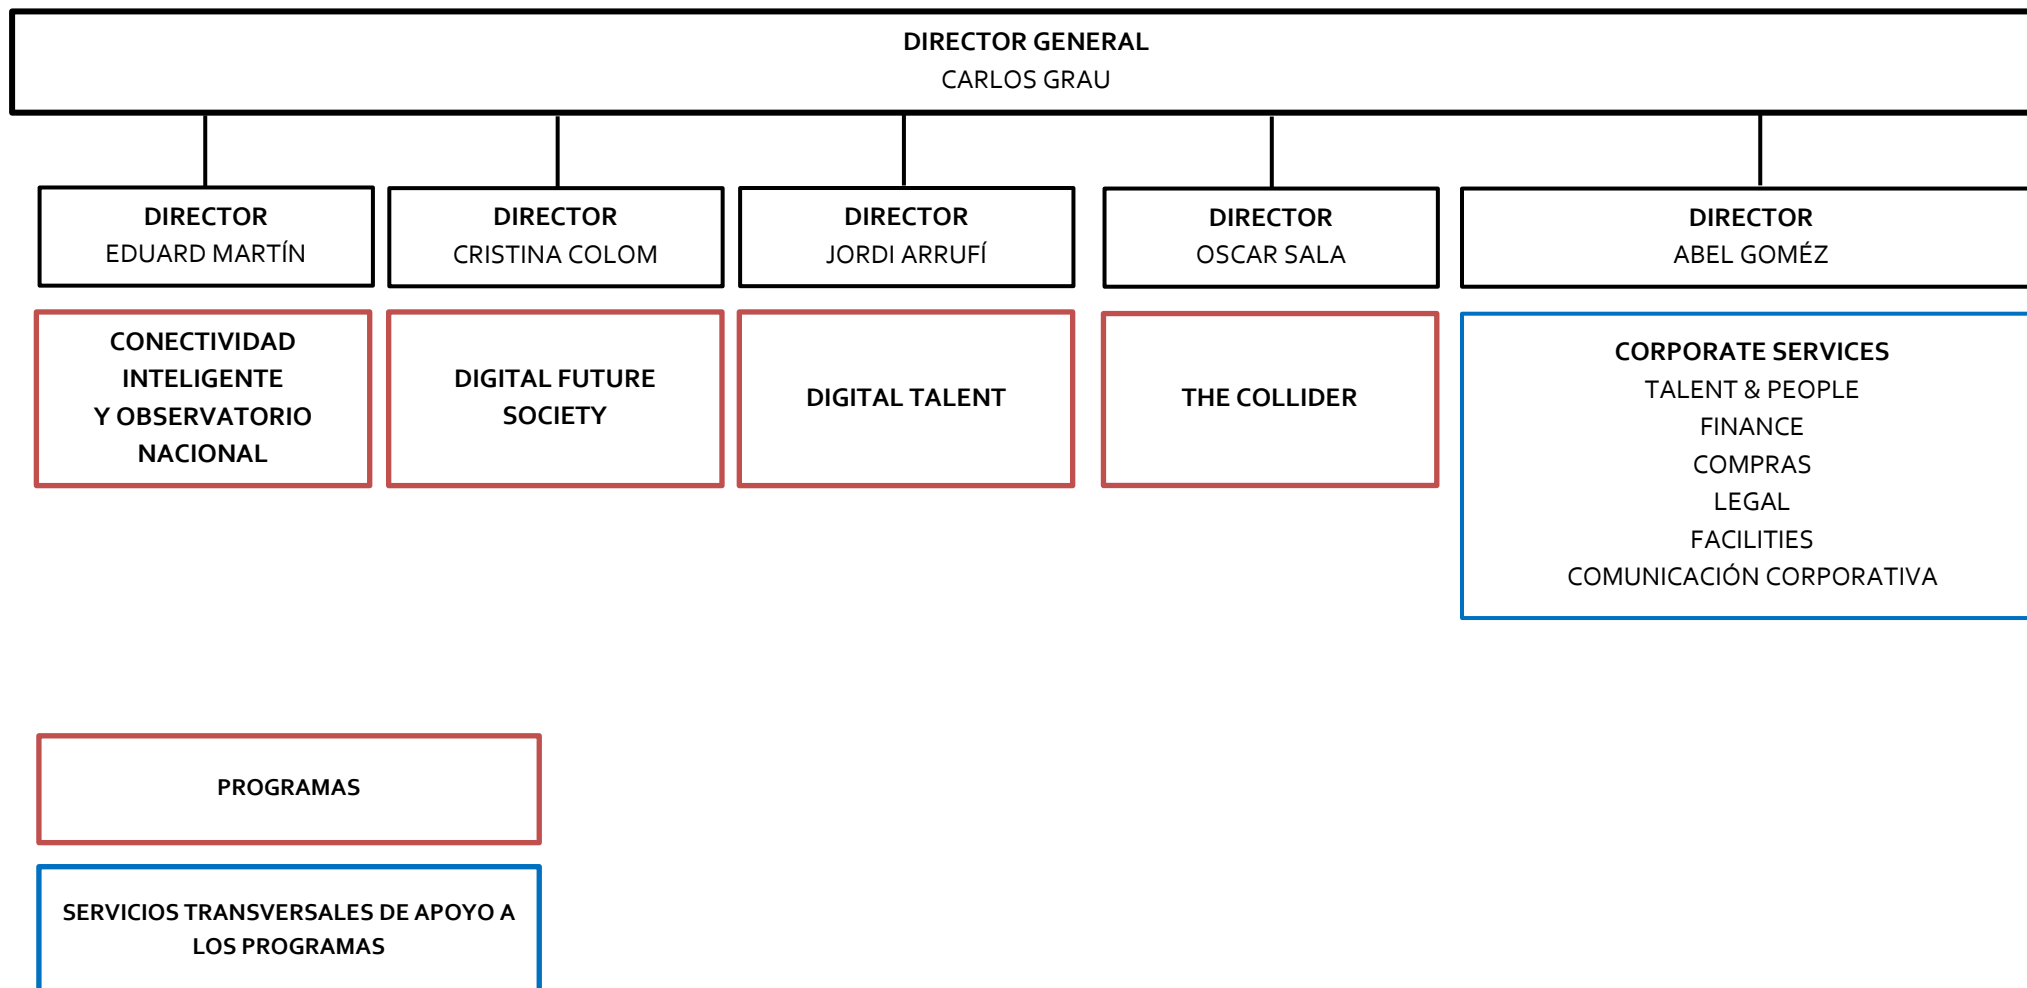 DIRECTOR GENERAL
CARLOS GRAU
DIRECTOR
EDUARD MARTÍN
DIRECTOR
CRISTINA COLOM
DIRECTOR
JORDI ARRUFÍ
DIRECTOR
OSCAR SALA
DIRECTOR
ABEL GOMÉZ
CONECTIVIDAD
INTELIGENTE
Y OBSERVATORIO
NACIONAL
DIGITAL FUTURE
SOCIETY
DIGITAL TALENT
THE COLLIDER
CORPORATE SERVICES
TALENT & PEOPLE
FINANCE
COMPRAS
LEGAL
FACILITIES
COMUNICACIÓN CORPORATIVA
PROGRAMAS
SERVICIOS TRANSVERSALES DE APOYO A
LOS PROGRAMAS